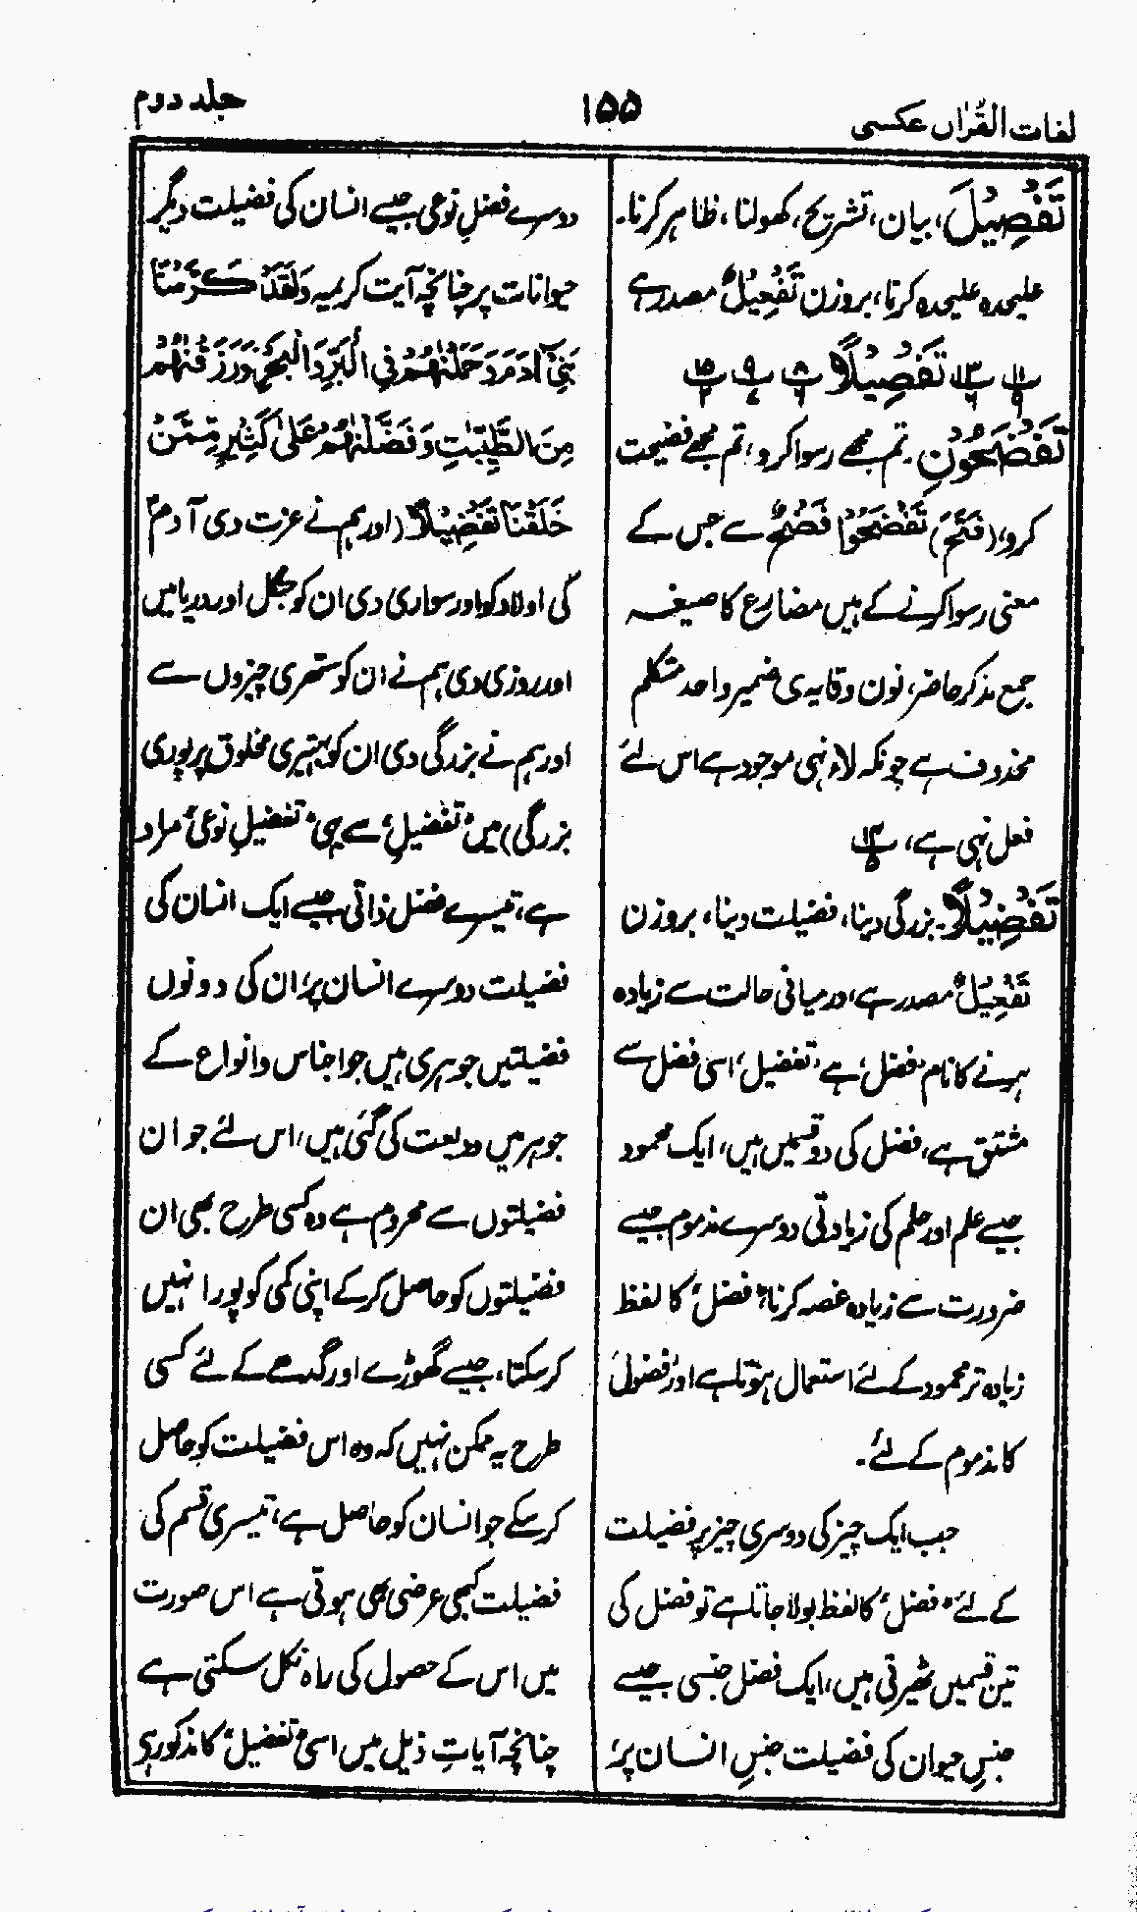 لغات القرآن عکسی
۱۵۵
جلد دوم
تَفْصِیْلَ، بیان، تشریح، کھولنا، ظاہر کرنا۔
علیحدہ علیحدہ کرنا، بروزن تَفْعِیْلٌ مصدر ہے
تَفْصِیْلًا
تَفْضَحُوْنِ۔ تم مجھے رسوا کرو، تم مجھے فضیحت
کرو، (فَتَحَ) تَفْضَحُوْا فَضْحٌ سے جس کے
معنی رسوا کرنے کے ہیں مضارع کا صیغہ
جمع مذکر حاضر، نون وقایہ ی ضمیر واحد متکلم
محذوف ہے چونکہ لاء نہی موجود ہے اس لئے
فعل نہی ہے،
تَفْضِیْلًا۔ بزرگی دینا، فضیلت دینا، بروزن
تَفْعِیْلٌ مصدر ہے، درمیانی حالت سے زیادہ
ہونے کا نام "فضل" ہے "تفضیل" اسی فضل سے
مشتق ہے، فضل کی دو قسمیں ہیں، ایک محمود
جیسے علم اور حلم کی زیادتی دوسرے مذموم جیسے
ضرورت سے زیادہ غصہ کرنا، "فضل" کا لفظ
زیادہ تر محمود کے لئے استعمال ہوتا ہے اور "فضول"
کا مذموم کے لئے۔
جب ایک چیز کی دوسری چیز پر فضیلت
کے لئے "فضل" کا لفظ بولا جاتا ہے تو فضل کی
تین قسمیں ٹھیرتی ہیں، ایک فضل جنسی جیسے
جنسِ حیوان کی فضیلت جنسِ انسان پر،
دوسرے فضلِ نوعی جیسے انسان کی فضیلت دیگر
حیوانات پر چنانچہ آیت کریمہ وَلَقَدْ کَرَّمْنَا
بَنِیْٓ اٰدَمَ وَحَمَلْنٰهُمْ فِی الْبَرِّ وَالْبَحْرِ وَرَزَقْنٰهُمْ
مِنَ الطَّیِّبٰتِ وَفَضَّلْنٰهُمْ عَلٰی کَثِیْرٍ مِّمَّنْ
خَلَقْنَا تَفْضِیْلًا (اور ہم نے عزت دی آدم
کی اولاد کو اور سواری دی ان کو جنگل اور دریا میں
اور روزی دی ہم نے ان کو ستھری چیزوں سے
اور ہم نے بزرگی دی ان کو بہتیری مخلوق پر پوری
بزرگی) میں "تفضیل" سے یہی "تفضیلِ نوعی" مراد
ہے، تیسرے فضل ذاتی جیسے ایک انسان کی
فضیلت دوسرے انسان پر، ان کی دونوں
فضیلتیں جوہری ہیں جو اجناس و انواع کے
جوہر میں ودیعت کی گئی ہیں، اس لئے جو ان
فضیلتوں سے محروم ہے وہ کسی طرح بھی ان
فضیلتوں کو حاصل کر کے اپنی کمی کو پورا نہیں
کر سکتا، جیسے گھوڑے اور گدھے کے لئے کسی
طرح یہ ممکن نہیں کہ وہ اس فضیلت کو حاصل
کر سکے جو انسان کو حاصل ہے، تیسری قسم کی
فضیلت کبھی عرضی بھی ہوتی ہے اس صورت
میں اس کے حصول کی راہ نکل سکتی ہے
چنانچہ آیاتِ ذیل میں اسی "تفضیل" کا مذکور ہے